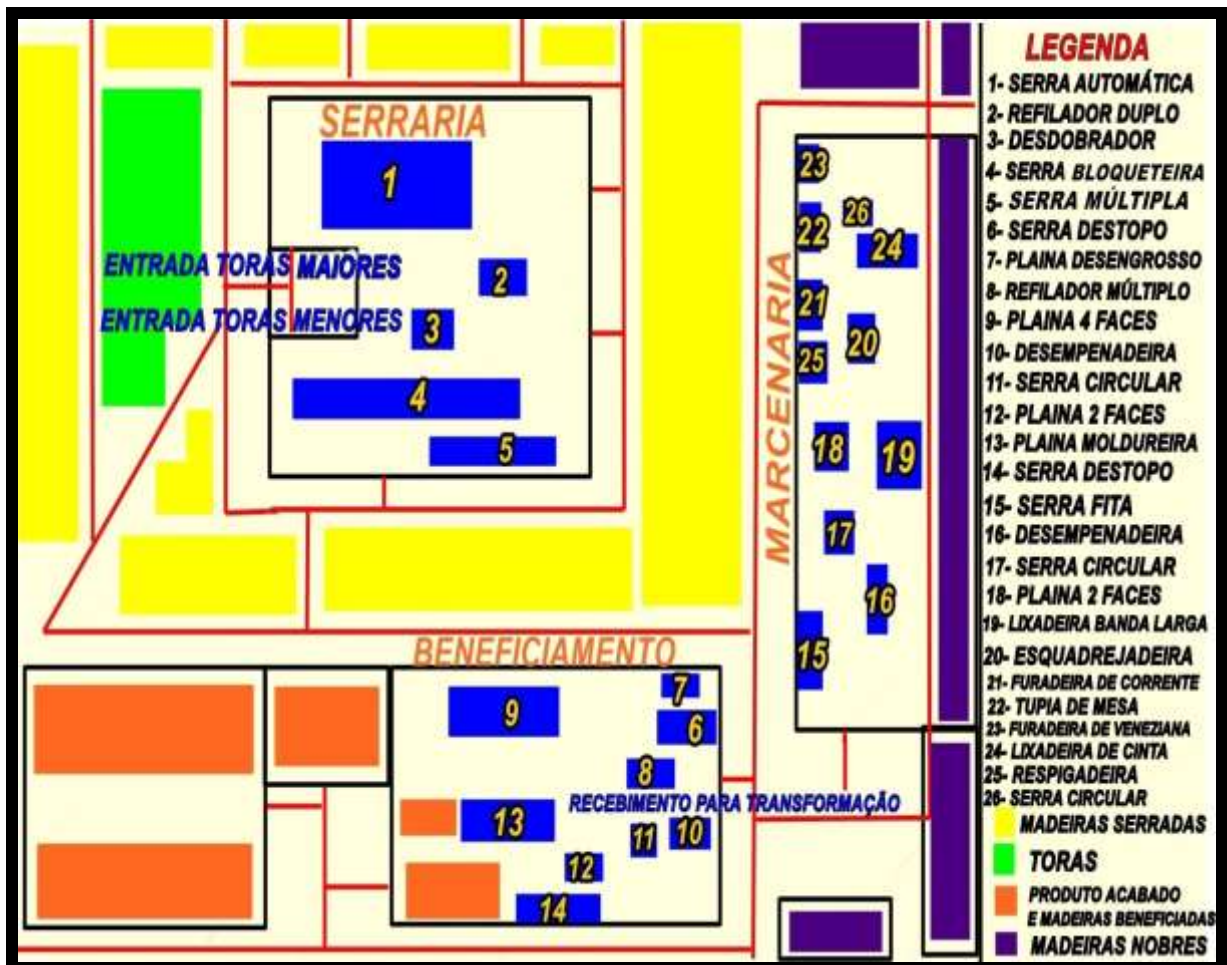 SERRARIA
1
ENTRADA TORAS MAIORES
2
ENTRADA TORAS MENORES
3
4
5
MARCENARIA
23
26
22
24
21
20
25
18
19
17
16
15
BENEFICIAMENTO
7
9
6
8
RECEBIMENTO PARA TRANSFORMAÇÃO
13
11
10
12
14
LEGENDA
1- SERRA AUTOMÁTICA
2- REFILADOR DUPLO
3- DESDOBRADOR
4- SERRA BLOQUETEIRA
5- SERRA MÚLTIPLA
6- SERRA DESTOPO
7- PLAINA DESENGROSSO
8- REFILADOR MÚLTIPLO
9- PLAINA 4 FACES
10- DESEMPENADEIRA
11- SERRA CIRCULAR
12- PLAINA 2 FACES
13- PLAINA MOLDUREIRA
14- SERRA DESTOPO
15- SERRA FITA
16- DESEMPENADEIRA
17- SERRA CIRCULAR
18- PLAINA 2 FACES
19- LIXADEIRA BANDA LARGA
20- ESQUADREJADEIRA
21- FURADEIRA DE CORRENTE
22- TUPIA DE MESA
23- FURADEIRA DE VENEZIANA
24- LIXADEIRA DE CINTA
25- RESPIGADEIRA
26- SERRA CIRCULAR
MADEIRAS SERRADAS
TORAS
PRODUTO ACABADO
E MADEIRAS BENEFICIADAS
MADEIRAS NOBRES